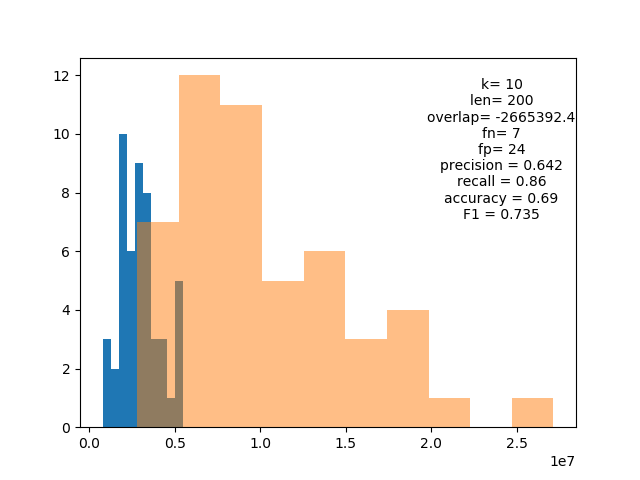 12
10
8
6
4
2
0
k= 10
len= 200
overlap= -2665392.4
fn= 7
fp= 24
precision = 0.642
recall = 0.86
accuracy = 0.69
F1 = 0.735
0.0 0.5 1.0 1.5 2.0 2.5
1e7